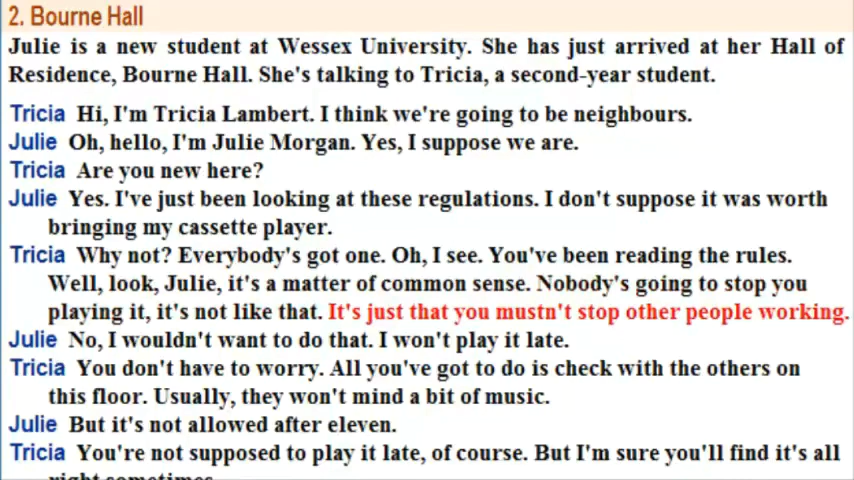 2. Bourne Hall
Julie is a new student at Wessex University. She has just arrived at her Hall of
Residence, Bourne Hall. She's talking to Tricia, a second-year student.
Tricia Hi, I'm Tricia Lambert. I think we're going to be neighbours.
Julie Oh, hello, I'm Julie Morgan. Yes, I suppose we are.
Tricia Are you new here?
Julie Yes. I've just been looking at these regulations. I don't suppose it was worth
bringing my cassette player.
Tricia Why not? Everybody's got one. Oh, I see. You've been reading the rules.
Well, look, Julie, it's a matter of common sense. Nobody's going to stop you
playing it, it's not like that. It's just that you mustn't stop other people working.
Julie No, I wouldn't want to do that. I won't play it late.
Tricia You don't have to worry. All you've got to do is check with the others on
this floor. Usually, they won't mind a bit of music.
Julie But it's not allowed after eleven.
Tricia You're not supposed to play it late, of course. But I'm sure you'll find it's all
right sometimes.